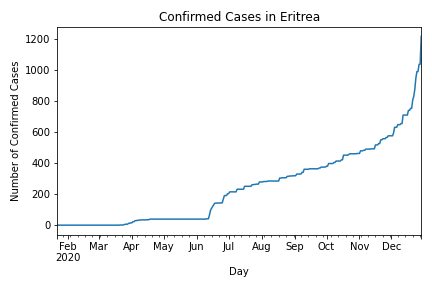 Confirmed Cases in Eritrea
Number of Confirmed Cases
1200
1000
800
600
400
200
0
Feb Mar Apr May Jun Jul Aug Sep Oct Nov Dec
2020
Day